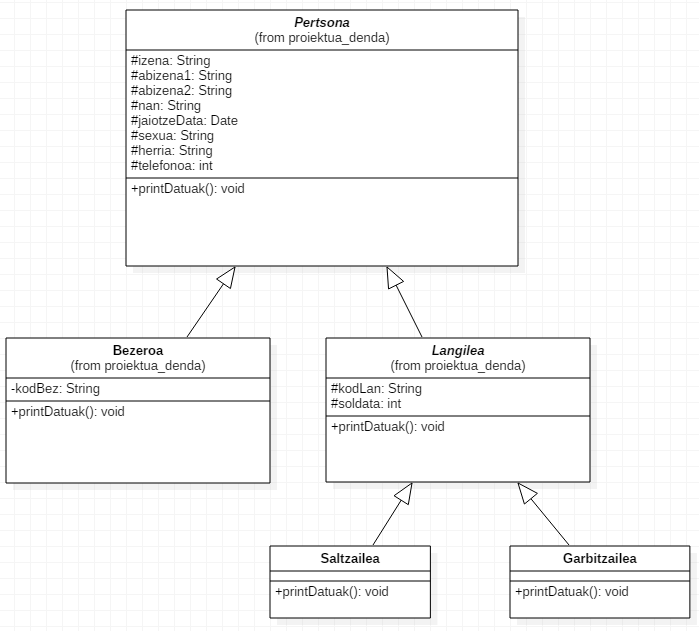 Pertsona
(from proiektua_denda)
#izena: String
#abizena1: String
#abizena2: String
#nan: String
#jaiotzeData: Date
#sexua: String
#herria: String
#telefonoa: int
+printDatuak(): void
Bezeroa
(from proiektua_denda)
-kodBez: String
+printDatuak(): void
Langilea
(from proiektua_denda)
#kodLan: String
#soldata: int
+printDatuak(): void
Saltzailea
+printDatuak(): void
Garbitzailea
+printDatuak(): void